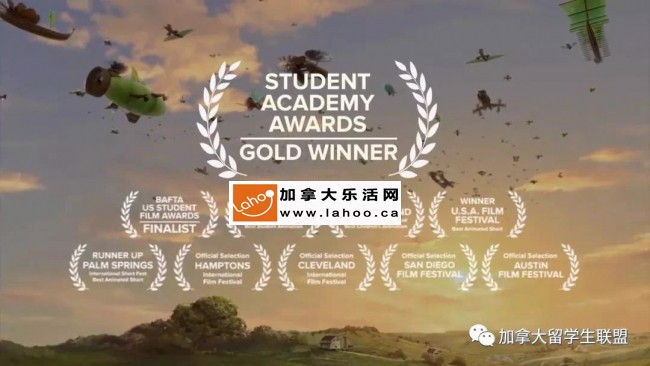 STUDENT
ACADEMY
AWARDS
GOLD WINNER
Lahoo
加拿大乐活网
www.lahoo.ca
BAFTA
US STUDENT
FILM AWARDS
FINALIST
WINNER
U.S.A. FILM
FESTIVAL
Best Animated Short
RUNNER UP
PALM SPRINGS
International Short Fest
Best Animated Short
Official Selection
HAMPTONS
International
Film Festival
Official Selection
CLEVELAND
International
Film Festival
Official Selection
SAN DIEGO
FILM FESTIVAL
Official Selection
AUSTIN
FILM FESTIVAL
加拿大留学生联盟